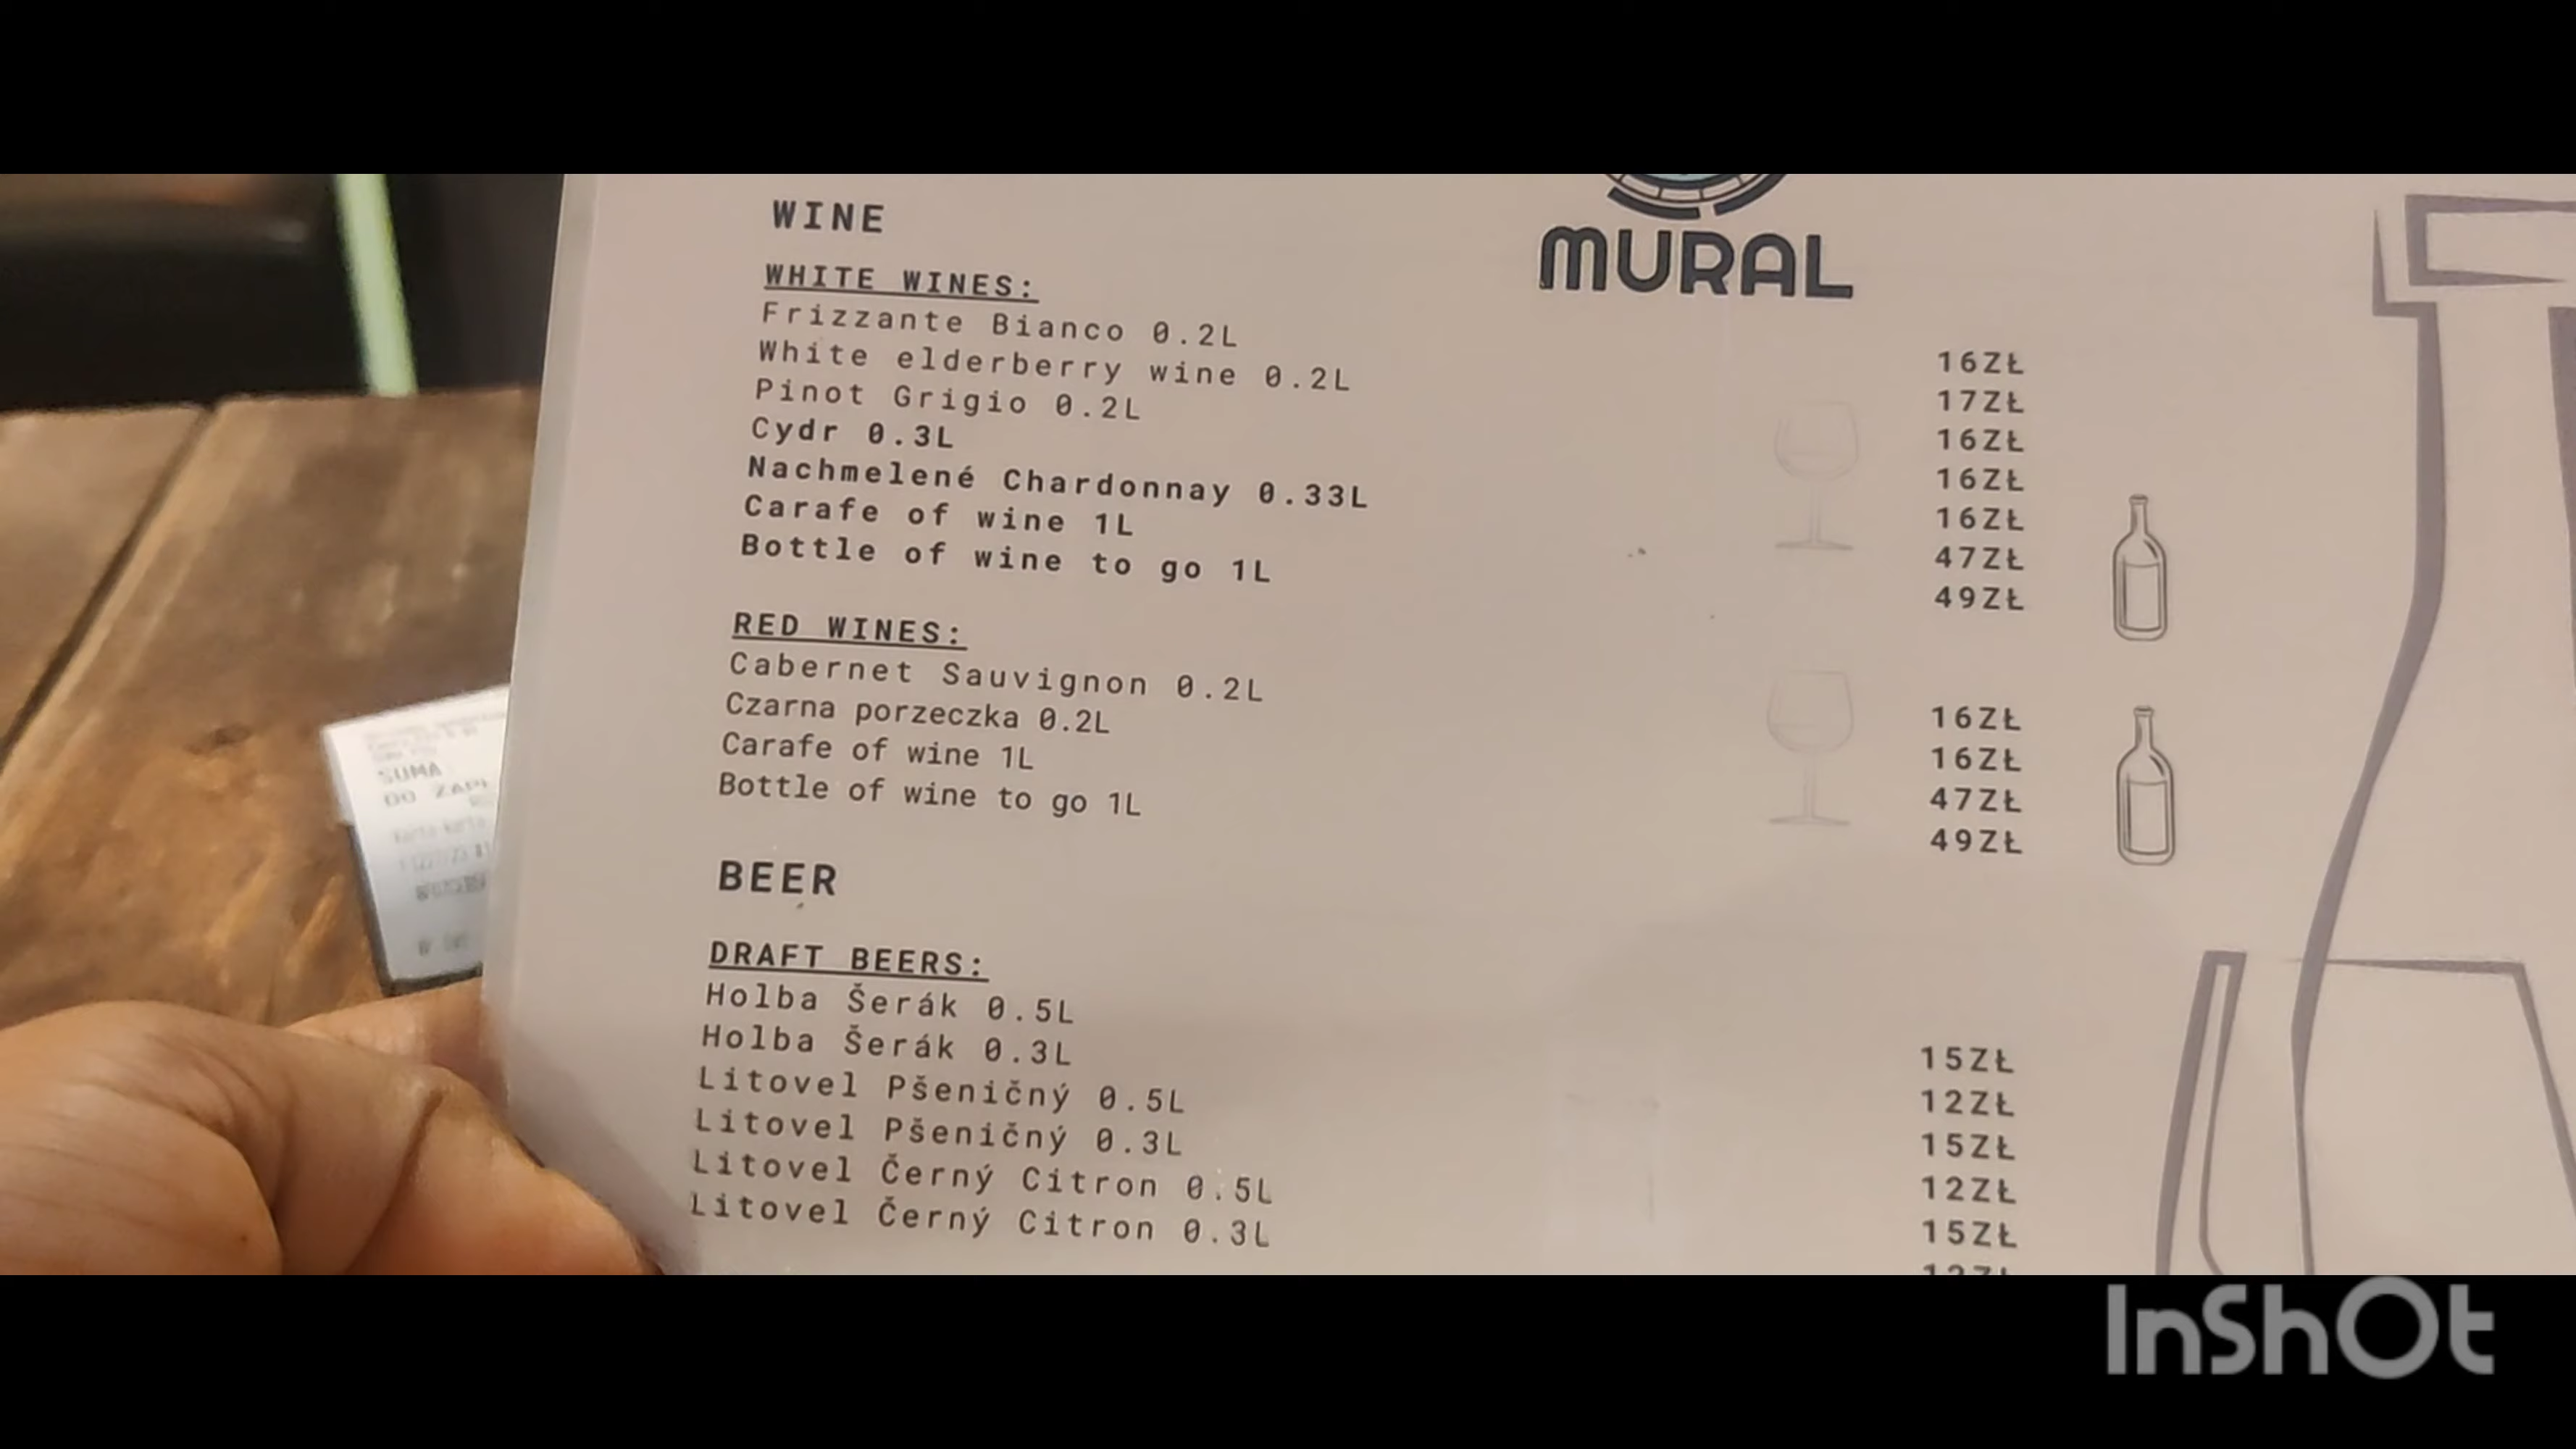 MURAL
WINE
WHITE WINES:
Frizzante Bianco 0.2L 16ZŁ
White elderberry wine 0.2L 17ZŁ
Pinot Grigio 0.2L 16ZŁ
Cydr 0.3L 16ZŁ
Nachmelené Chardonnay 0.33L 16ZŁ
Carafe of wine 1L 47ZŁ
Bottle of wine to go 1L 49ZŁ
RED WINES:
Cabernet Sauvignon 0.2L 16ZŁ
Czarna porzeczka 0.2L 16ZŁ
Carafe of wine 1L 47ZŁ
Bottle of wine to go 1L 49ZŁ
BEER
DRAFT BEERS:
Holba Šerák 0.5L 15ZŁ
Holba Šerák 0.3L 12ZŁ
Litovel Pšeničný 0.5L 15ZŁ
Litovel Pšeničný 0.3L 12ZŁ
Litovel Černý Citron 0.5L 15ZŁ
Litovel Černý Citron 0.3L
SUMA
DO
InShOt